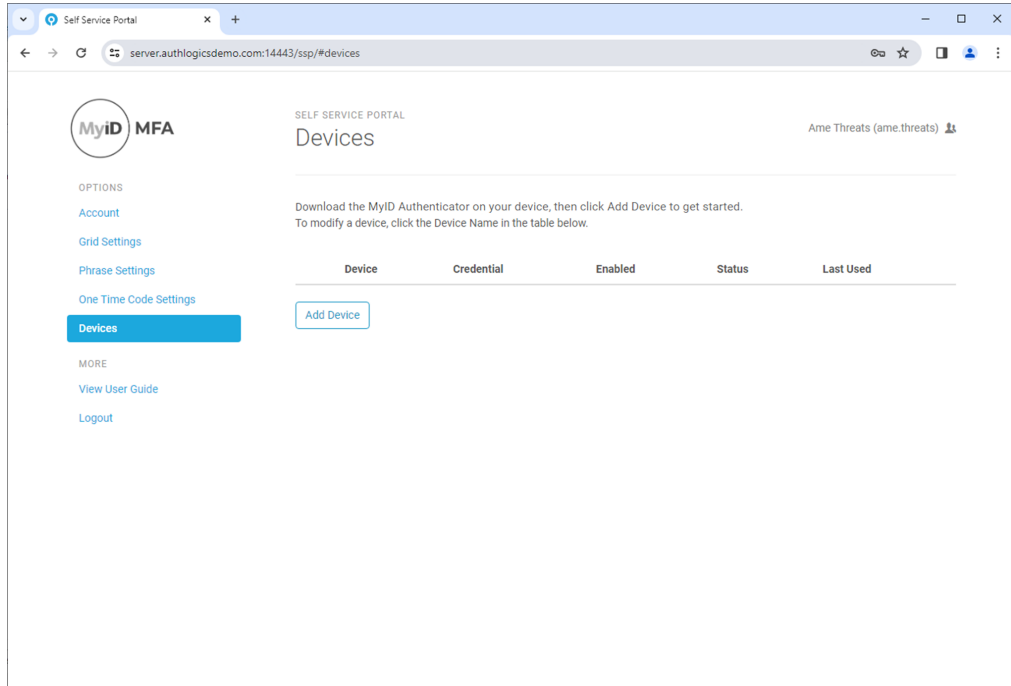 Self Service Portal
server.authlogicsdemo.com:14443/ssp/#devices
MyiD MFA
OPTIONS
Account
Grid Settings
Phrase Settings
One Time Code Settings
Devices
MORE
View User Guide
Logout
SELF SERVICE PORTAL
Devices
Ame Threats (ame.threats)
Download the MyID Authenticator on your device, then click Add Device to get started.
To modify a device, click the Device Name in the table below.
Device Credential Enabled Status Last Used
Add Device